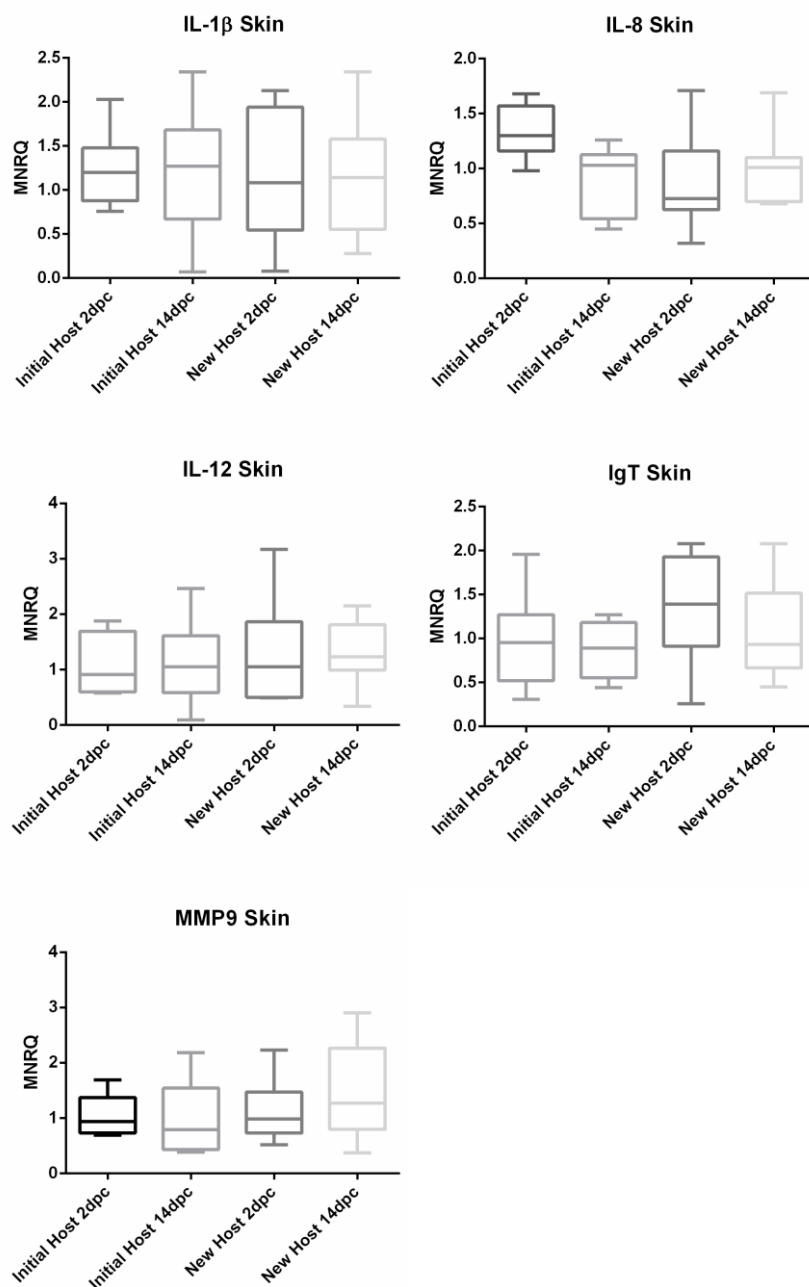 IL-1β Skin
MNRQ
2.5
2.0
1.5
1.0
0.5
0.0
Initial Host 2dpc
Initial Host 14dpc
New Host 2dpc
New Host 14dpc
IL-8 Skin
MNRQ
2.0
1.5
1.0
0.5
0.0
Initial Host 2dpc
Initial Host 14dpc
New Host 2dpc
New Host 14dpc
IL-12 Skin
MNRQ
4
3
2
1
0
Initial Host 2dpc
Initial Host 14dpc
New Host 2dpc
New Host 14dpc
IgT Skin
MNRQ
2.5
2.0
1.5
1.0
0.5
0.0
Initial Host 2dpc
Initial Host 14dpc
New Host 2dpc
New Host 14dpc
MMP9 Skin
MNRQ
4
3
2
1
0
Initial Host 2dpc
Initial Host 14dpc
New Host 2dpc
New Host 14dpc